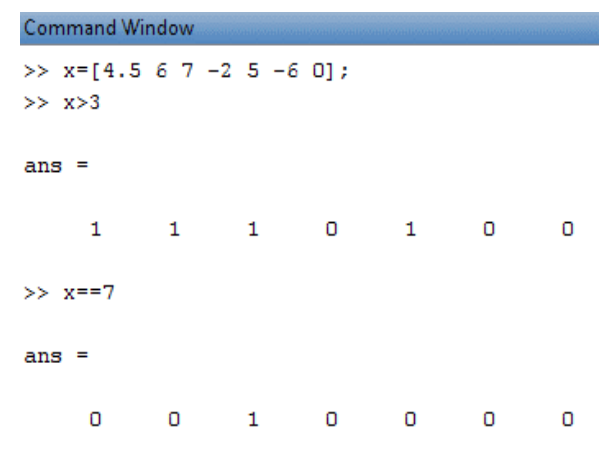 Command Window
>> x=[4.5 6 7 -2 5 -6 0];
>> x>3
ans =
1 1 1 0 1 0 0
>> x==7
ans =
0 0 1 0 0 0 0